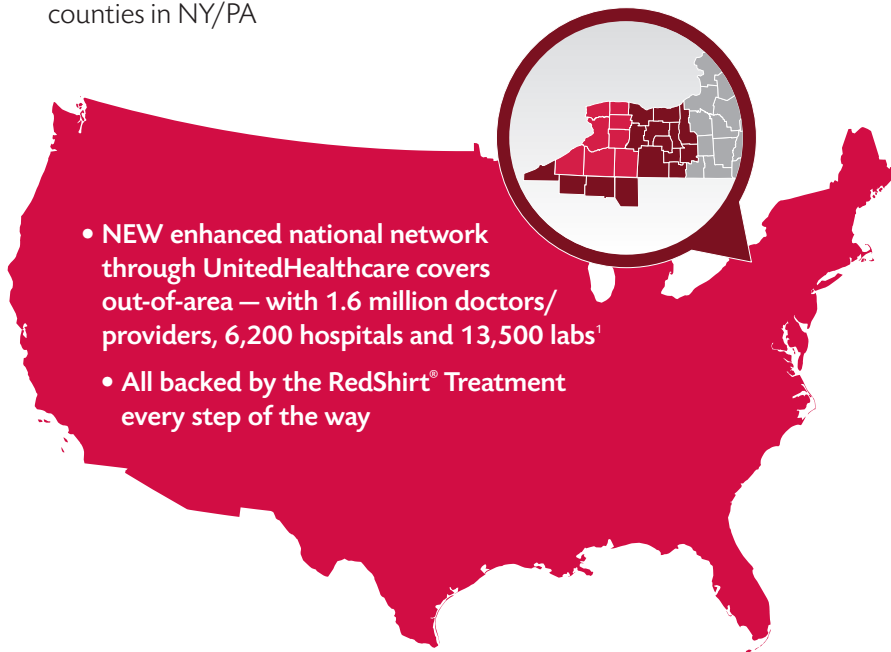 counties in NY/PA
• NEW enhanced national network
through UnitedHealthcare covers
out-of-area — with 1.6 million doctors/
providers, 6,200 hospitals and 13,500 labs¹
• All backed by the RedShirt® Treatment
every step of the way